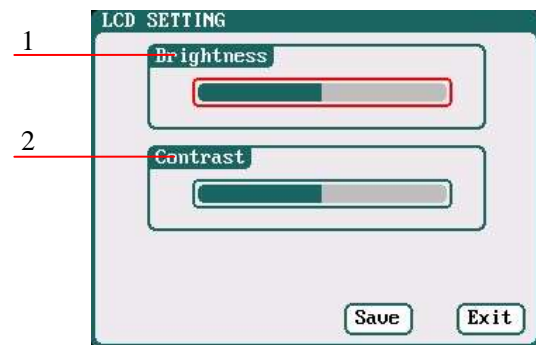 LCD SETTING
1
Brightness
2
Contrast
Save Exit